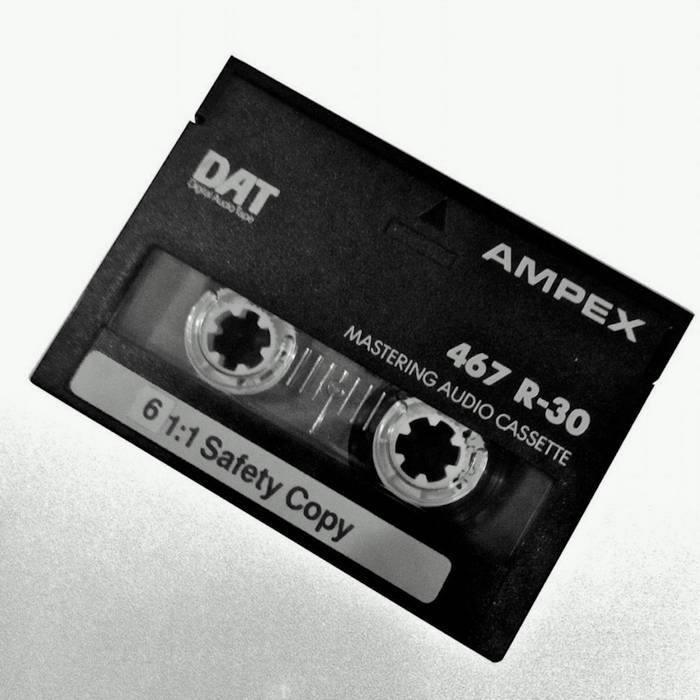 DAT
Digital Audio Tape
AMPEX
467 R-30
MASTERING AUDIO CASSETTE
6 1:1 Safety Copy